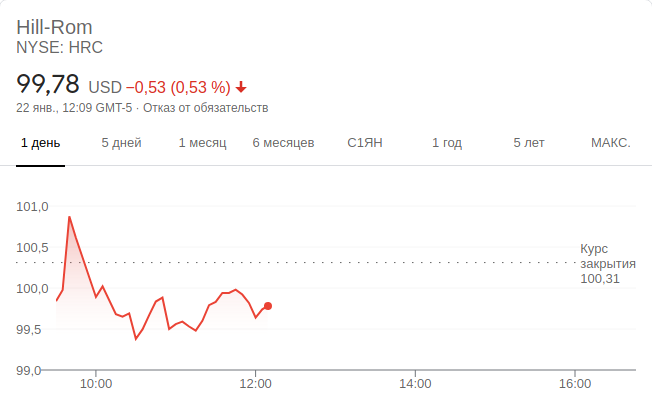 Hill-Rom
NYSE: HRC
99,78 USD −0,53 (0,53 %)
22 янв., 12:09 GMT-5 · Отказ от обязательств
1 день 5 дней 1 месяц 6 месяцев С1ЯН 1 год 5 лет МАКС.
101,0
100,5
100,0
99,5
99,0
Курс
закрытия
100,31
10:00 12:00 14:00 16:00